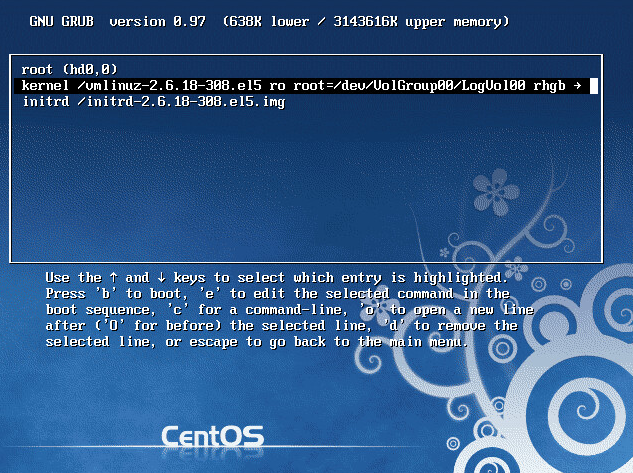 GNU GRUB version 0.97 (638K lower / 3143616K upper memory)
root (hd0,0)
kernel /vmlinuz-2.6.18-308.el5 ro root=/dev/VolGroup00/LogVol00 rhgb →
initrd /initrd-2.6.18-308.el5.img
Use the ↑ and ↓ keys to select which entry is highlighted.
Press 'b' to boot, 'e' to edit the selected command in the
boot sequence, 'c' for a command-line, 'o' to open a new line
after ('O' for before) the selected line, 'd' to remove the
selected line, or escape to go back to the main menu.
CentOS